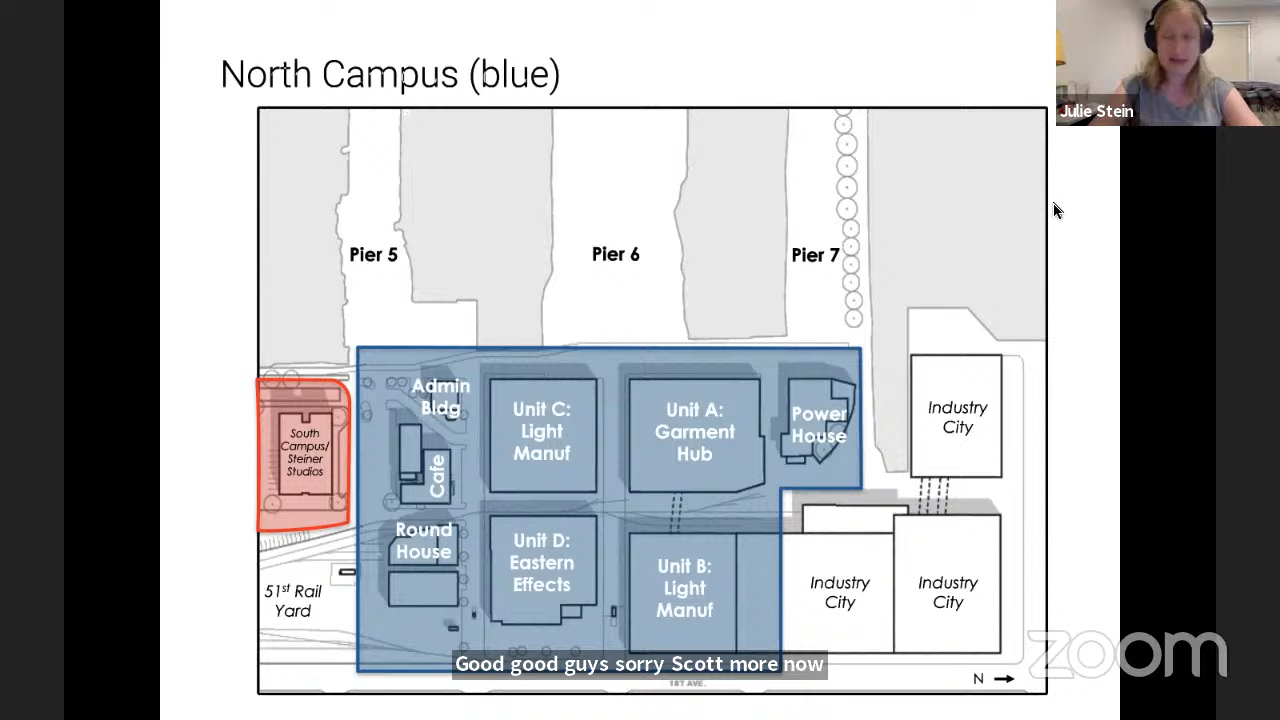 North Campus (blue)
Julie Stein
Pier 5
Pier 6
Pier 7
Admin
Bldg
Unit C:
Light
Manuf
Unit A:
Garment
Hub
Power
House
Industry
City
South
Campus/
Steiner
Studios
Cafe
Round
House
Unit D:
Eastern
Effects
Unit B:
Light
Manuf
Industry
City
Industry
City
51st Rail
Yard
Good good guys sorry Scott more now
1ST AVE.
N
zoom